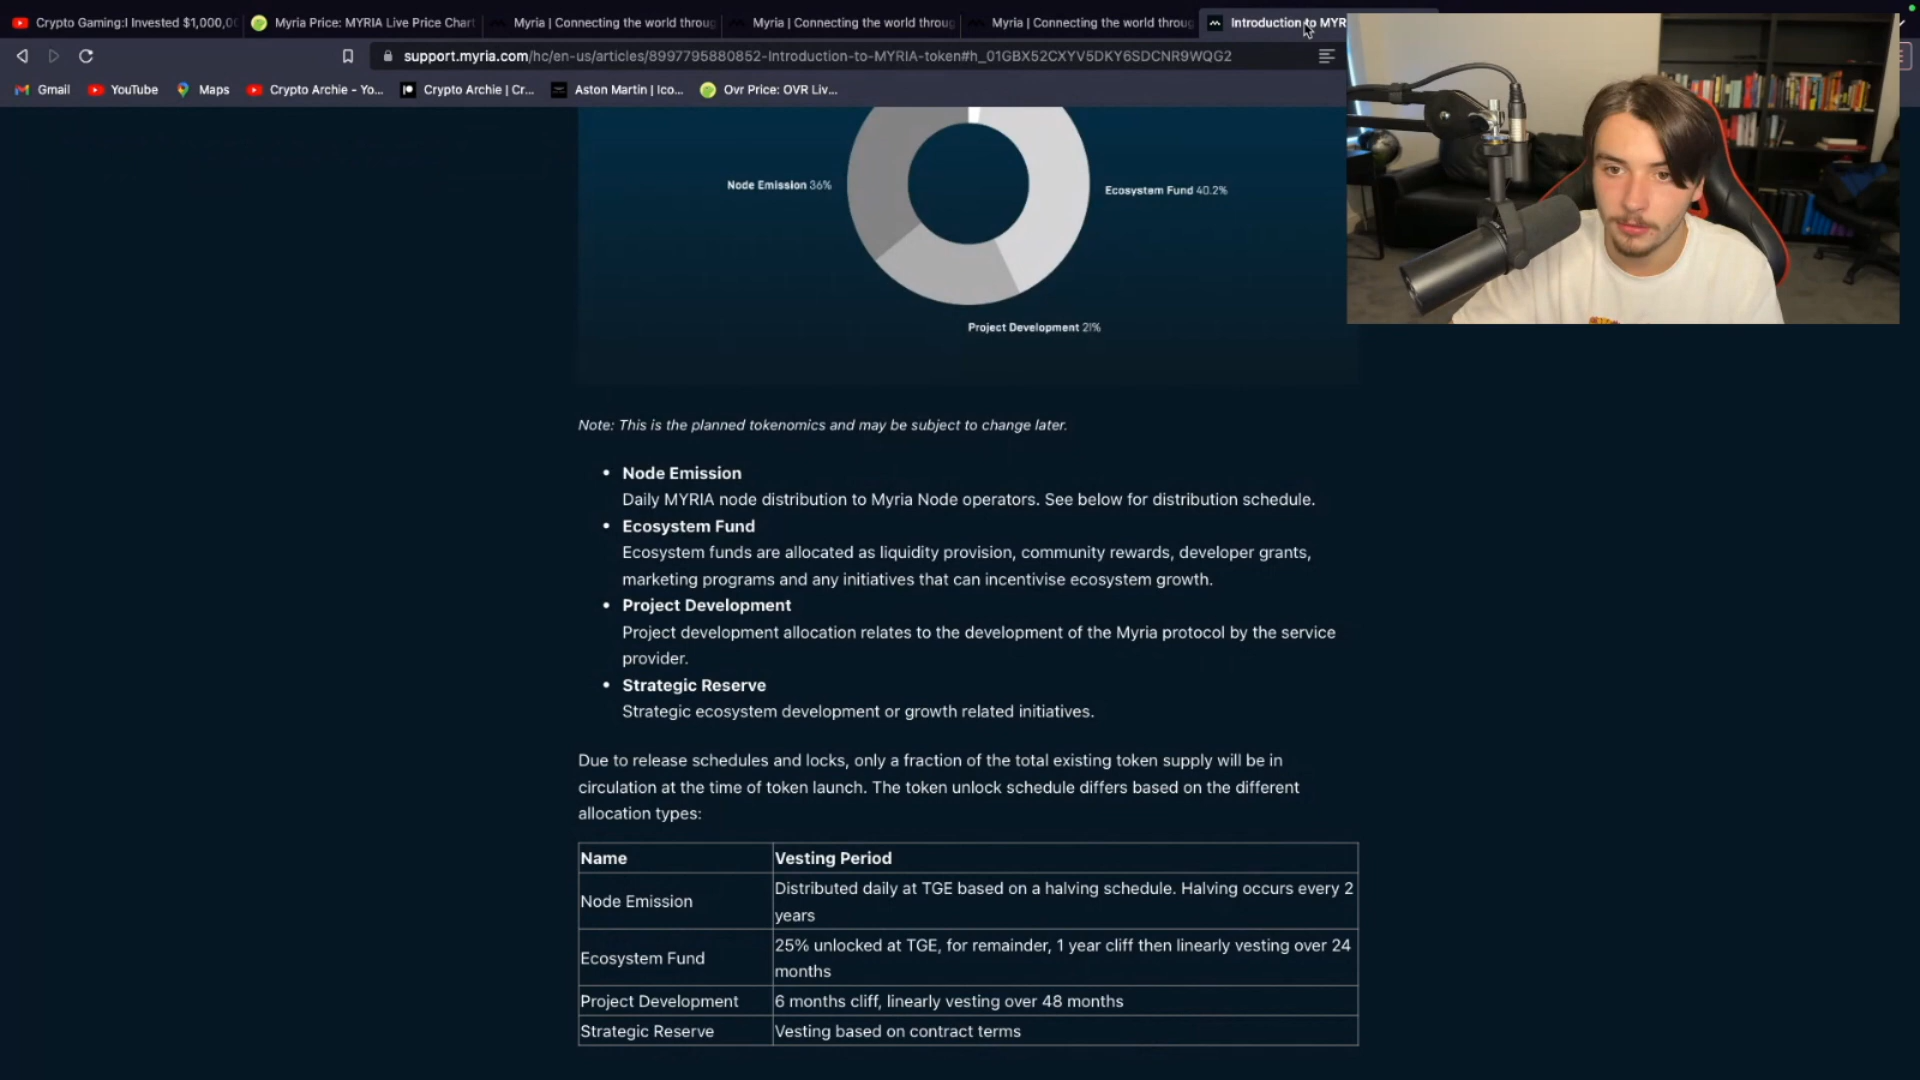 Crypto Gaming:I Invested $1,000,00
Myria Price: MYRIA Live Price Chart
Myria | Connecting the world throug
Myria | Connecting the world throug
Myria | Connecting the world throug
Introduction to MYR
support.myria.com/hc/en-us/articles/8997795880852-Introduction-to-MYRIA-token#h_01GBX52CXYV5DKY6SDCNR9WQG2
Gmail
YouTube
Maps
Crypto Archie - Yo...
Crypto Archie | Cr...
Aston Martin | Ico...
Ovr Price: OVR Liv...
Node Emission 36%
Ecosystem Fund 40.2%
Project Development 21%
Note: This is the planned tokenomics and may be subject to change later.
• Node Emission
Daily MYRIA node distribution to Myria Node operators. See below for distribution schedule.
• Ecosystem Fund
Ecosystem funds are allocated as liquidity provision, community rewards, developer grants,
marketing programs and any initiatives that can incentivise ecosystem growth.
• Project Development
Project development allocation relates to the development of the Myria protocol by the service
provider.
• Strategic Reserve
Strategic ecosystem development or growth related initiatives.
Due to release schedules and locks, only a fraction of the total existing token supply will be in
circulation at the time of token launch. The token unlock schedule differs based on the different
allocation types:
Name
Vesting Period
Node Emission
Distributed daily at TGE based on a halving schedule. Halving occurs every 2
years
Ecosystem Fund
25% unlocked at TGE, for remainder, 1 year cliff then linearly vesting over 24
months
Project Development
6 months cliff, linearly vesting over 48 months
Strategic Reserve
Vesting based on contract terms